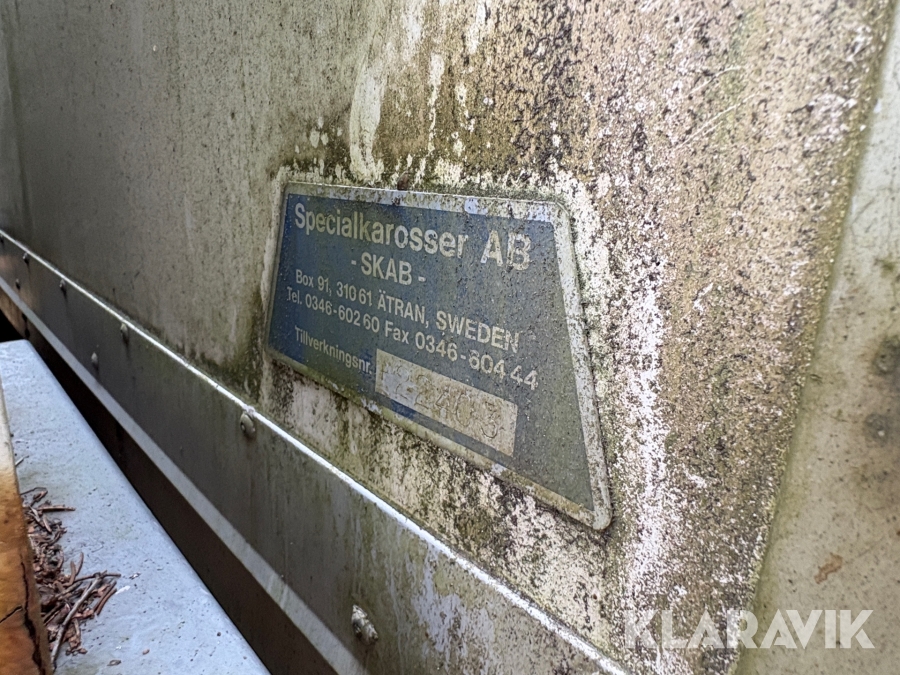 Specialkarosser AB
- SKAB -
Box 91, 310 61 ÄTRAN, SWEDEN
Tel. 0346-602 60 Fax 0346-604 44
Tillverkningsnr.
KLARAVIK